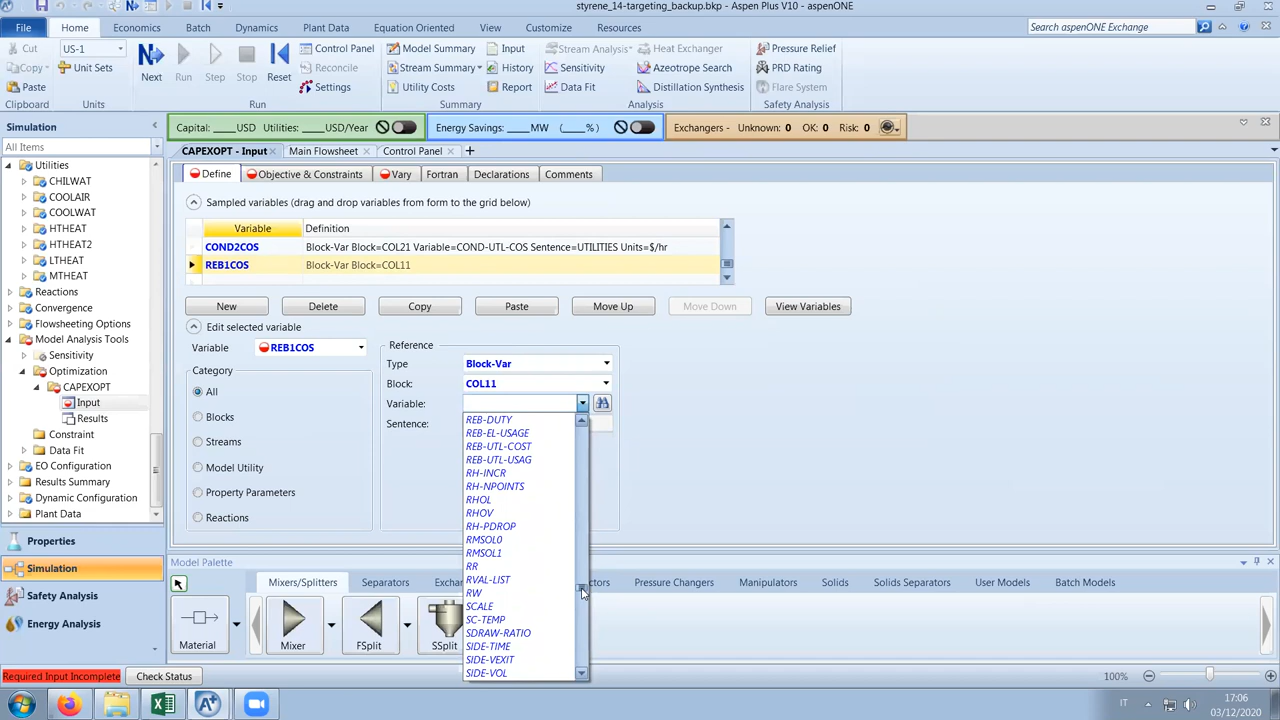 styrene_14-targeting_backup.bkp - Aspen Plus V10 - aspenONE
File Home Economics Batch Dynamics Plant Data Equation Oriented View Customize Resources Search aspenONE Exchange
Cut US-1 Control Panel Model Summary Input Stream Analysis Heat Exchanger Pressure Relief
Copy Unit Sets Next Run Step Stop Reset Reconcile Stream Summary History Sensitivity Azeotrope Search PRD Rating
Paste Settings Utility Costs Report Data Fit Distillation Synthesis Flare System
Clipboard Units Run Summary Analysis Safety Analysis
Simulation Capital: ____ USD Utilities: ____ USD/Year Energy Savings: ____ MW (____ %) Exchangers - Unknown: 0 OK: 0 Risk: 0
All Items CAPEXOPT - Input Main Flowsheet Control Panel +
Utilities
CHILWAT
COOLAIR
COOLWAT
HTHEAT
HTHEAT2
LTHEAT
MTHEAT
Reactions
Convergence
Flowsheeting Options
Model Analysis Tools
Sensitivity
Optimization
CAPEXOPT
Input
Results
Constraint
Data Fit
EO Configuration
Results Summary
Dynamic Configuration
Plant Data
Properties
Simulation
Safety Analysis
Energy Analysis
Define Objective & Constraints Vary Fortran Declarations Comments
Sampled variables (drag and drop variables from form to the grid below)
Variable Definition
COND2COS Block-Var Block=COL21 Variable=COND-UTL-COS Sentence=UTILITIES Units=$/hr
REB1COS Block-Var Block=COL11
New Delete Copy Paste Move Up Move Down View Variables
Edit selected variable
Variable REB1COS
Category
All
Blocks
Streams
Model Utility
Property Parameters
Reactions
Reference
Type Block-Var
Block: COL11
Variable:
Sentence:
REB-DUTY
REB-EL-USAGE
REB-UTL-COST
REB-UTL-USAG
RH-INCR
RH-NPOINTS
RHOL
RHOV
RH-PDROP
RMSOL0
RMSOL1
RR
RVAL-LIST
RW
SCALE
SC-TEMP
SDRAW-RATIO
SIDE-TIME
SIDE-VEXIT
SIDE-VOL
Model Palette
Mixers/Splitters Separators Exchan ctors Pressure Changers Manipulators Solids Solids Separators User Models Batch Models
Material Mixer FSplit SSplit
Required Input Incomplete Check Status 100%
IT 17:06
03/12/2020